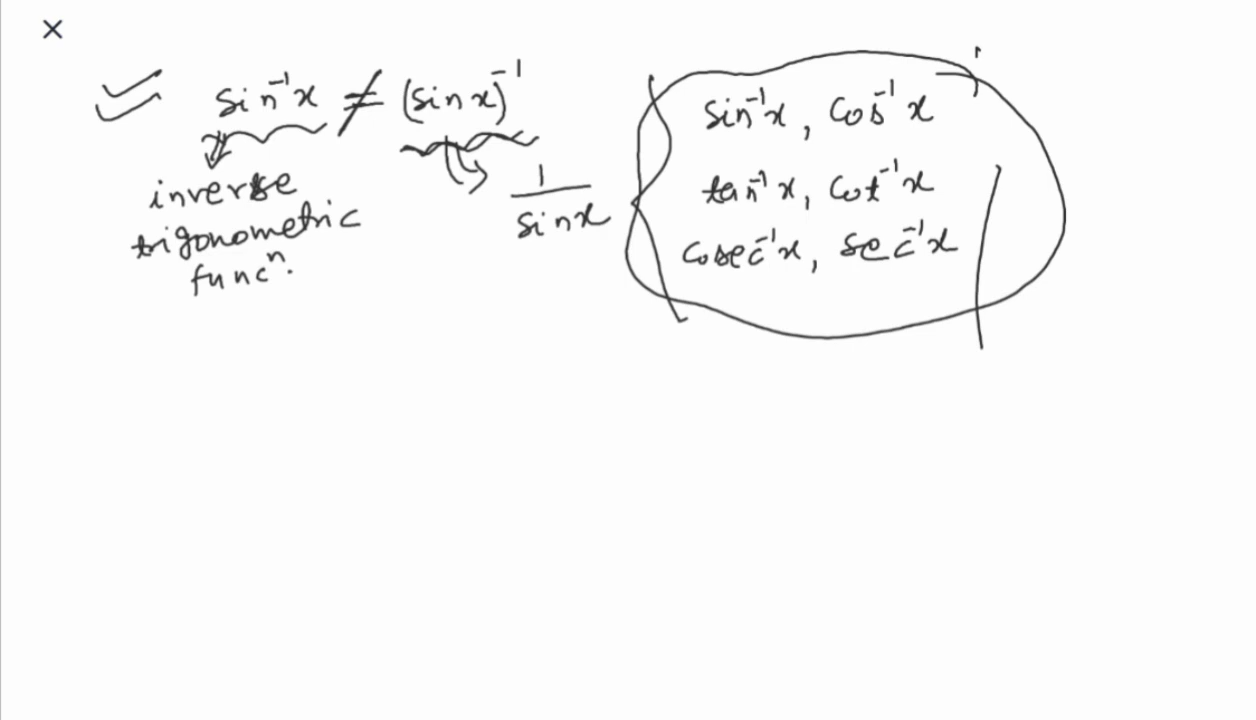 sin⁻¹x ≠ (sin x)⁻¹
inverse
trigonometric
funcⁿ.
1
sinx
sin⁻¹x, cos⁻¹x
tan⁻¹x, cot⁻¹x
cosec⁻¹x, sec⁻¹x